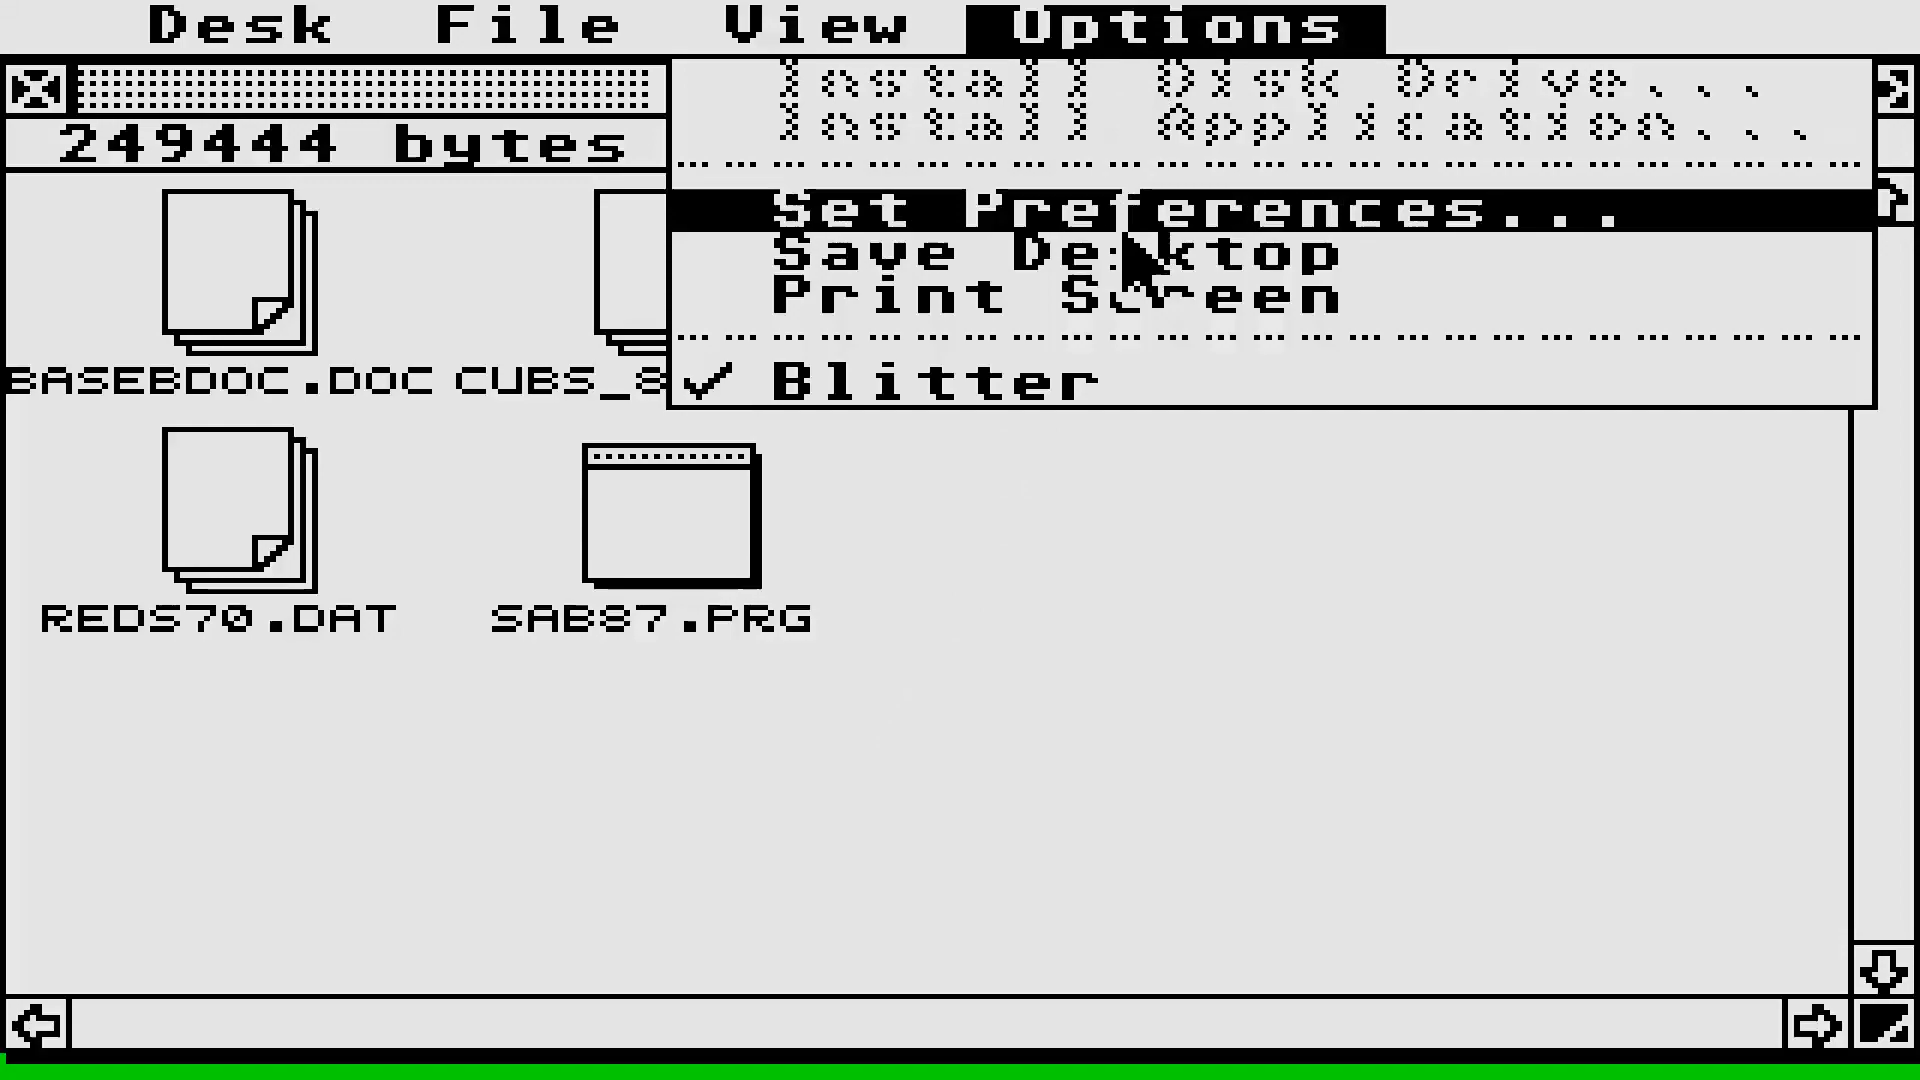 Desk File View Options
Install Disk Drive...
Install Application...
249444 bytes
Set Preferences...
Save Desktop
Print Screen
✓ Blitter
BASEBDOC.DOC CUBS_8
REDS70.DAT SAB87.PRG